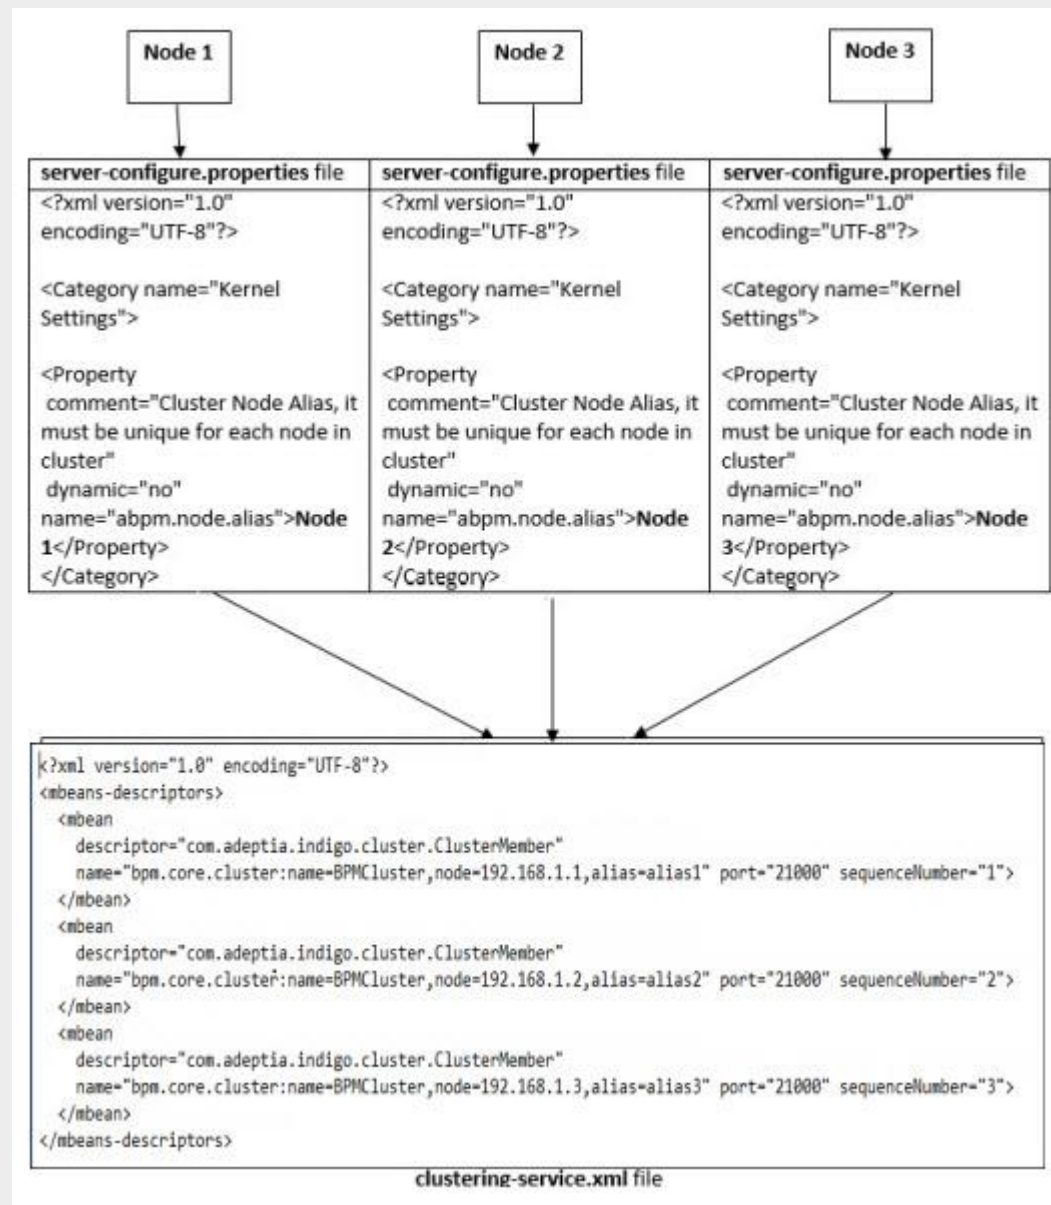 Node 1
Node 2
Node 3
server-configure.properties file
<?xml version="1.0"
encoding="UTF-8"?>
<Category name="Kernel
Settings">
<Property
comment="Cluster Node Alias, it
must be unique for each node in
cluster"
dynamic="no"
name="abpm.node.alias">Node
1</Property>
</Category>
server-configure.properties file
<?xml version="1.0"
encoding="UTF-8"?>
<Category name="Kernel
Settings">
<Property
comment="Cluster Node Alias, it
must be unique for each node in
cluster"
dynamic="no"
name="abpm.node.alias">Node
2</Property>
</Category>
server-configure.properties file
<?xml version="1.0"
encoding="UTF-8"?>
<Category name="Kernel
Settings">
<Property
comment="Cluster Node Alias, it
must be unique for each node in
cluster"
dynamic="no"
name="abpm.node.alias">Node
3</Property>
</Category>
<?xml version="1.0" encoding="UTF-8"?>
<mbeans-descriptors>
<mbean
descriptor="com.adeptia.indigo.cluster.ClusterMember"
name="bpm.core.cluster:name=BPMCluster,node=192.168.1.1,alias=alias1" port="21000" sequenceNumber="1">
</mbean>
<mbean
descriptor="com.adeptia.indigo.cluster.ClusterMember"
name="bpm.core.cluster:name=BPMCluster,node=192.168.1.2,alias=alias2" port="21000" sequenceNumber="2">
</mbean>
<mbean
descriptor="com.adeptia.indigo.cluster.ClusterMember"
name="bpm.core.cluster:name=BPMCluster,node=192.168.1.3,alias=alias3" port="21000" sequenceNumber="3">
</mbean>
</mbeans-descriptors>
clustering-service.xml file